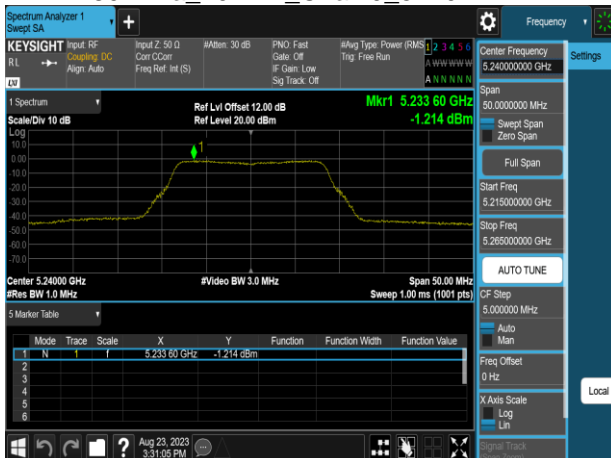 Spectrum Analyzer 1
Swept SA
Frequency
Settings
KEYSIGHT
RL
LXI
Input: RF
Coupling: DC
Align: Auto
Input Z: 50 Ω
Corr CCorr
Freq Ref: Int (S)
#Atten: 30 dB
PNO: Fast
Gate: Off
IF Gain: Low
Sig Track: Off
#Avg Type: Power (RMS
Trig: Free Run
1 2 3 4 5 6
A W W W W W
A N N N N N
1 Spectrum
Scale/Div 10 dB
Ref Lvl Offset 12.00 dB
Ref Level 20.00 dBm
Mkr1 5.233 60 GHz
-1.214 dBm
Log
10.0
0.00
-10.0
-20.0
-30.0
-40.0
-50.0
-60.0
-70.0
1
Center 5.24000 GHz
#Res BW 1.0 MHz
#Video BW 3.0 MHz
Span 50.00 MHz
Sweep 1.00 ms (1001 pts)
5 Marker Table
Mode Trace Scale X Y Function Function Width Function Value
1 N 1 f 5.233 60 GHz -1.214 dBm
2
3
4
5
6
Aug 23, 2023
3:31:05 PM
Center Frequency
5.240000000 GHz
Span
50.0000000 MHz
Swept Span
Zero Span
Full Span
Start Freq
5.215000000 GHz
Stop Freq
5.265000000 GHz
AUTO TUNE
CF Step
5.000000 MHz
Auto
Man
Freq Offset
0 Hz
X Axis Scale
Log
Lin
Signal Track
Local